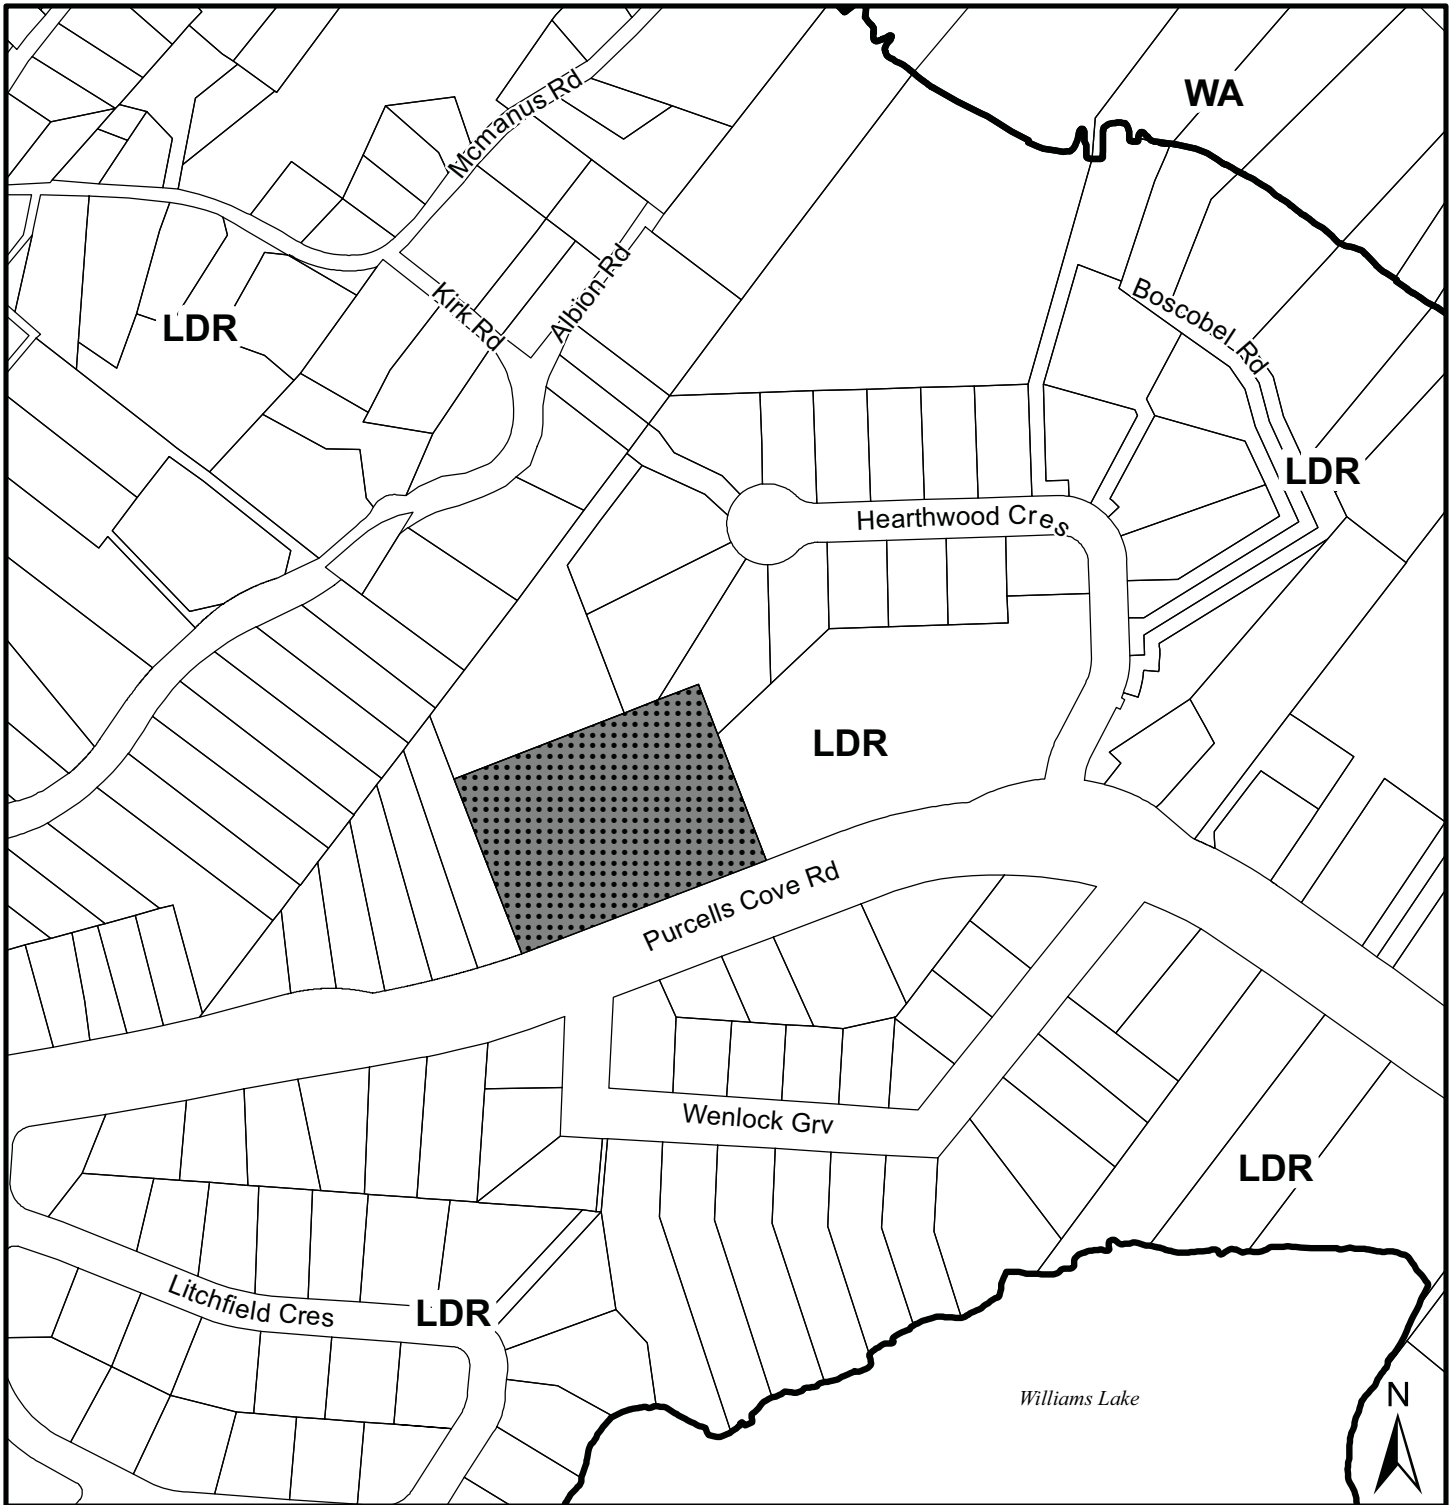 WA
Mcmanus Rd
Albion Rd
Kirk Rd
Boscobel Rd
LDR
LDR
Hearthwood Cres
LDR
Purcells Cove Rd
Wenlock Grv
LDR
Litchfield Cres
LDR
Williams Lake
N